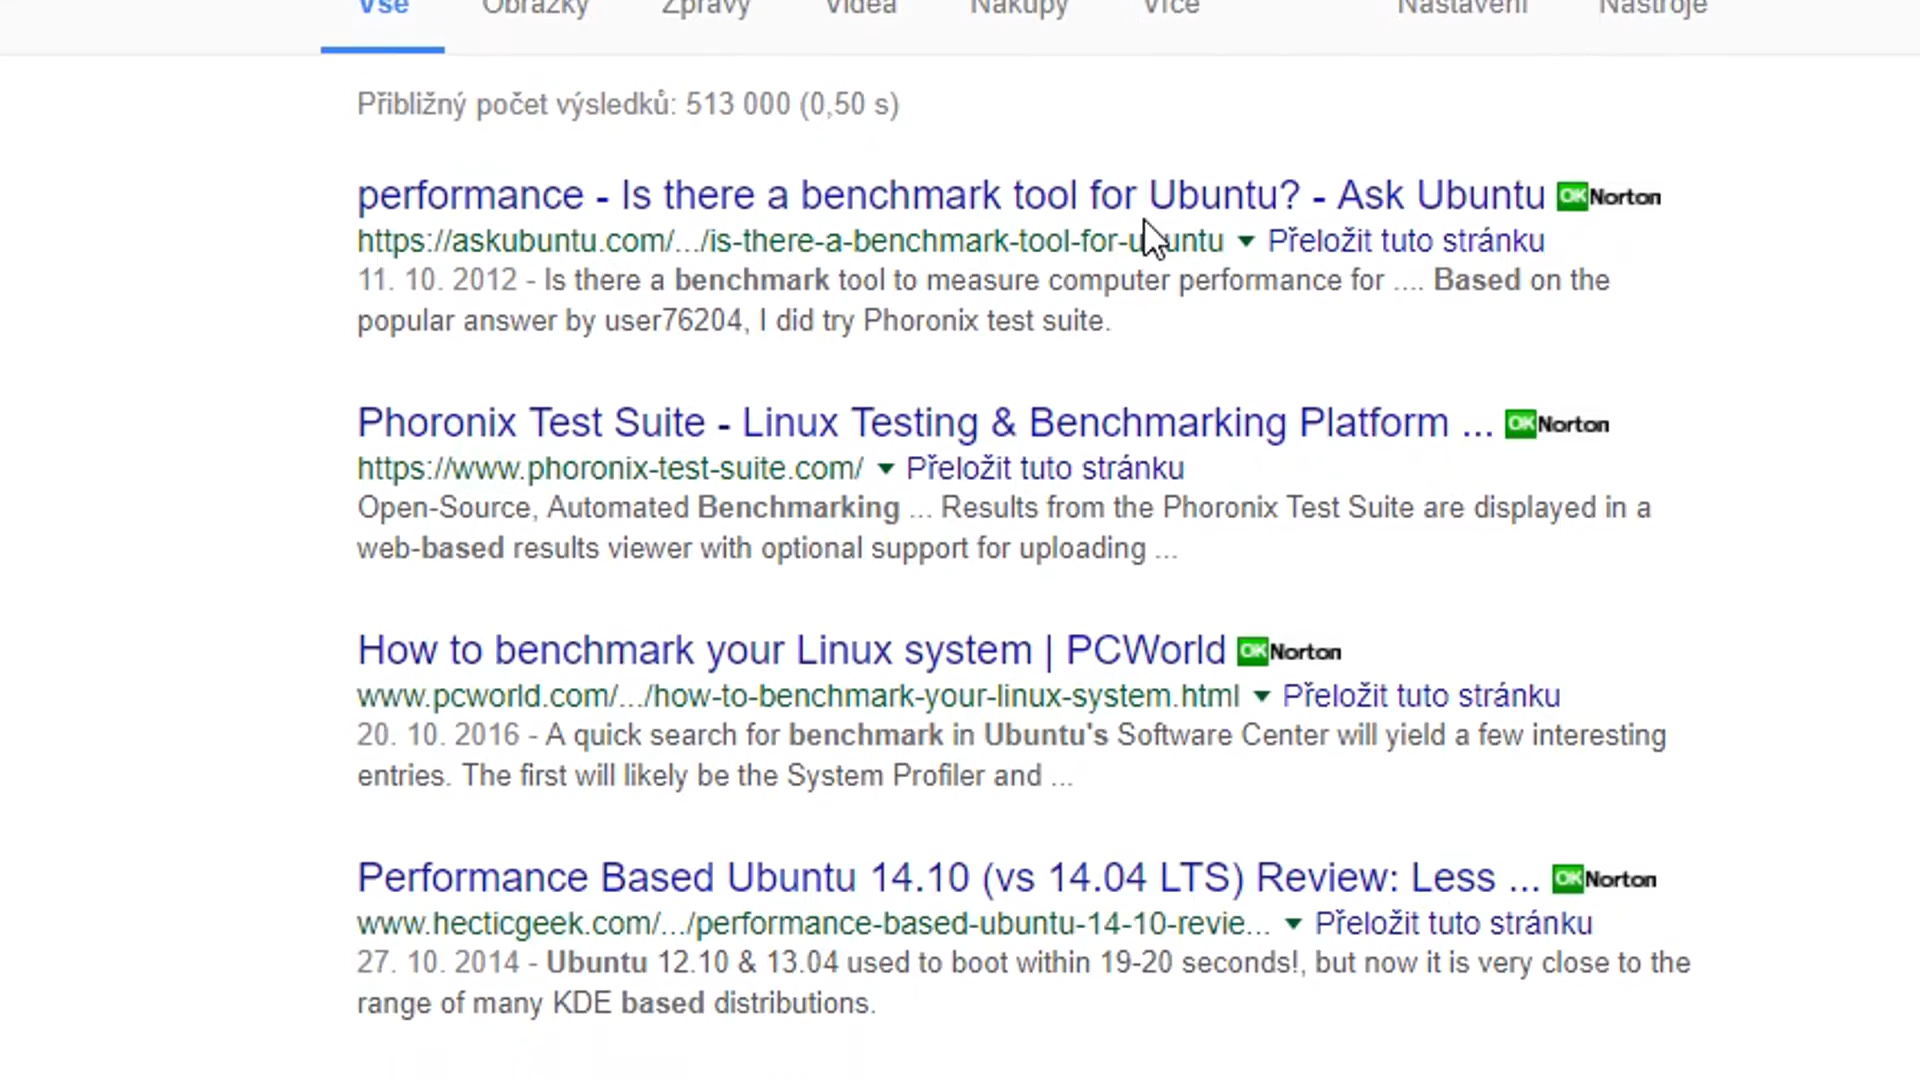 Vše Obrázky Zprávy Videa Nákupy Více Nastavení Nástroje
Přibližný počet výsledků: 513 000 (0,50 s)
performance - Is there a benchmark tool for Ubuntu? - Ask Ubuntu OK Norton
https://askubuntu.com/.../is-there-a-benchmark-tool-for-ubuntu ▼ Přeložit tuto stránku
11. 10. 2012 - Is there a benchmark tool to measure computer performance for .... Based on the
popular answer by user76204, I did try Phoronix test suite.
Phoronix Test Suite - Linux Testing & Benchmarking Platform ... OK Norton
https://www.phoronix-test-suite.com/ ▼ Přeložit tuto stránku
Open-Source, Automated Benchmarking ... Results from the Phoronix Test Suite are displayed in a
web-based results viewer with optional support for uploading ...
How to benchmark your Linux system | PCWorld OK Norton
www.pcworld.com/.../how-to-benchmark-your-linux-system.html ▼ Přeložit tuto stránku
20. 10. 2016 - A quick search for benchmark in Ubuntu's Software Center will yield a few interesting
entries. The first will likely be the System Profiler and ...
Performance Based Ubuntu 14.10 (vs 14.04 LTS) Review: Less ... OK Norton
www.hecticgeek.com/.../performance-based-ubuntu-14-10-revie... ▼ Přeložit tuto stránku
27. 10. 2014 - Ubuntu 12.10 & 13.04 used to boot within 19-20 seconds!, but now it is very close to the
range of many KDE based distributions.